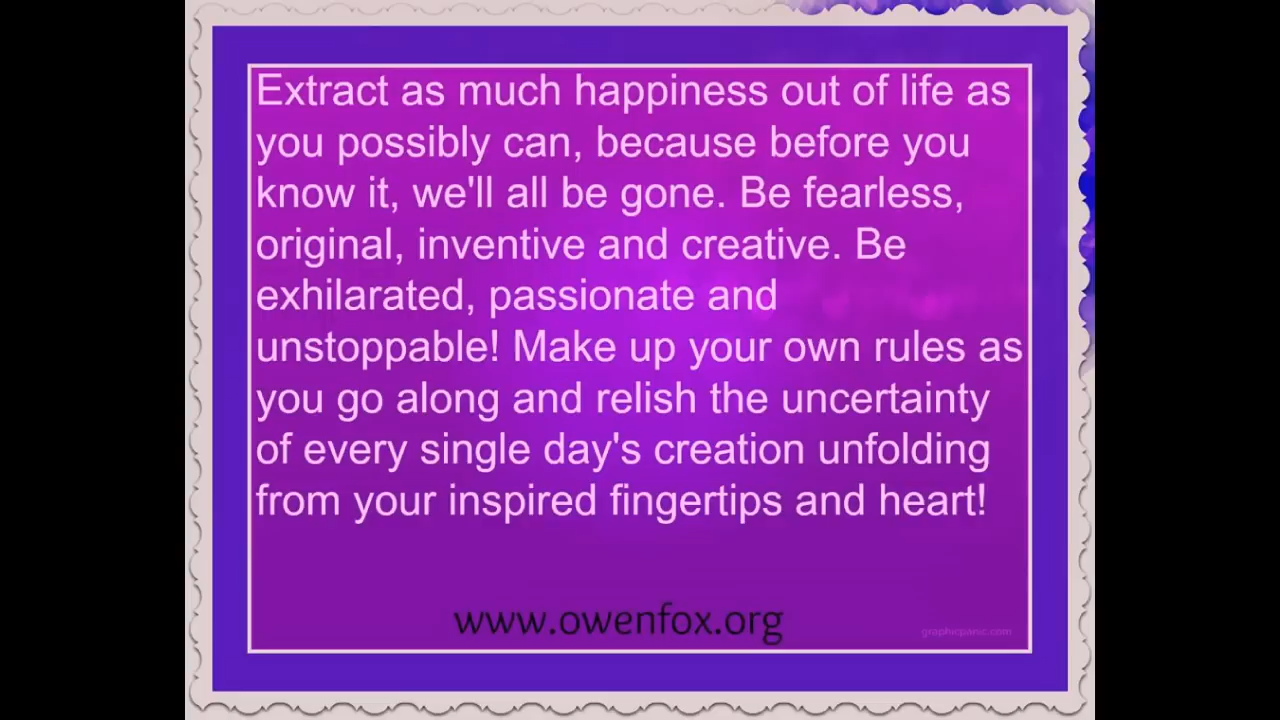 Extract as much happiness out of life as
you possibly can, because before you
know it, we'll all be gone. Be fearless,
original, inventive and creative. Be
exhilarated, passionate and
unstoppable! Make up your own rules as
you go along and relish the uncertainty
of every single day's creation unfolding
from your inspired fingertips and heart!
www.owenfox.org
graphicpanic.com